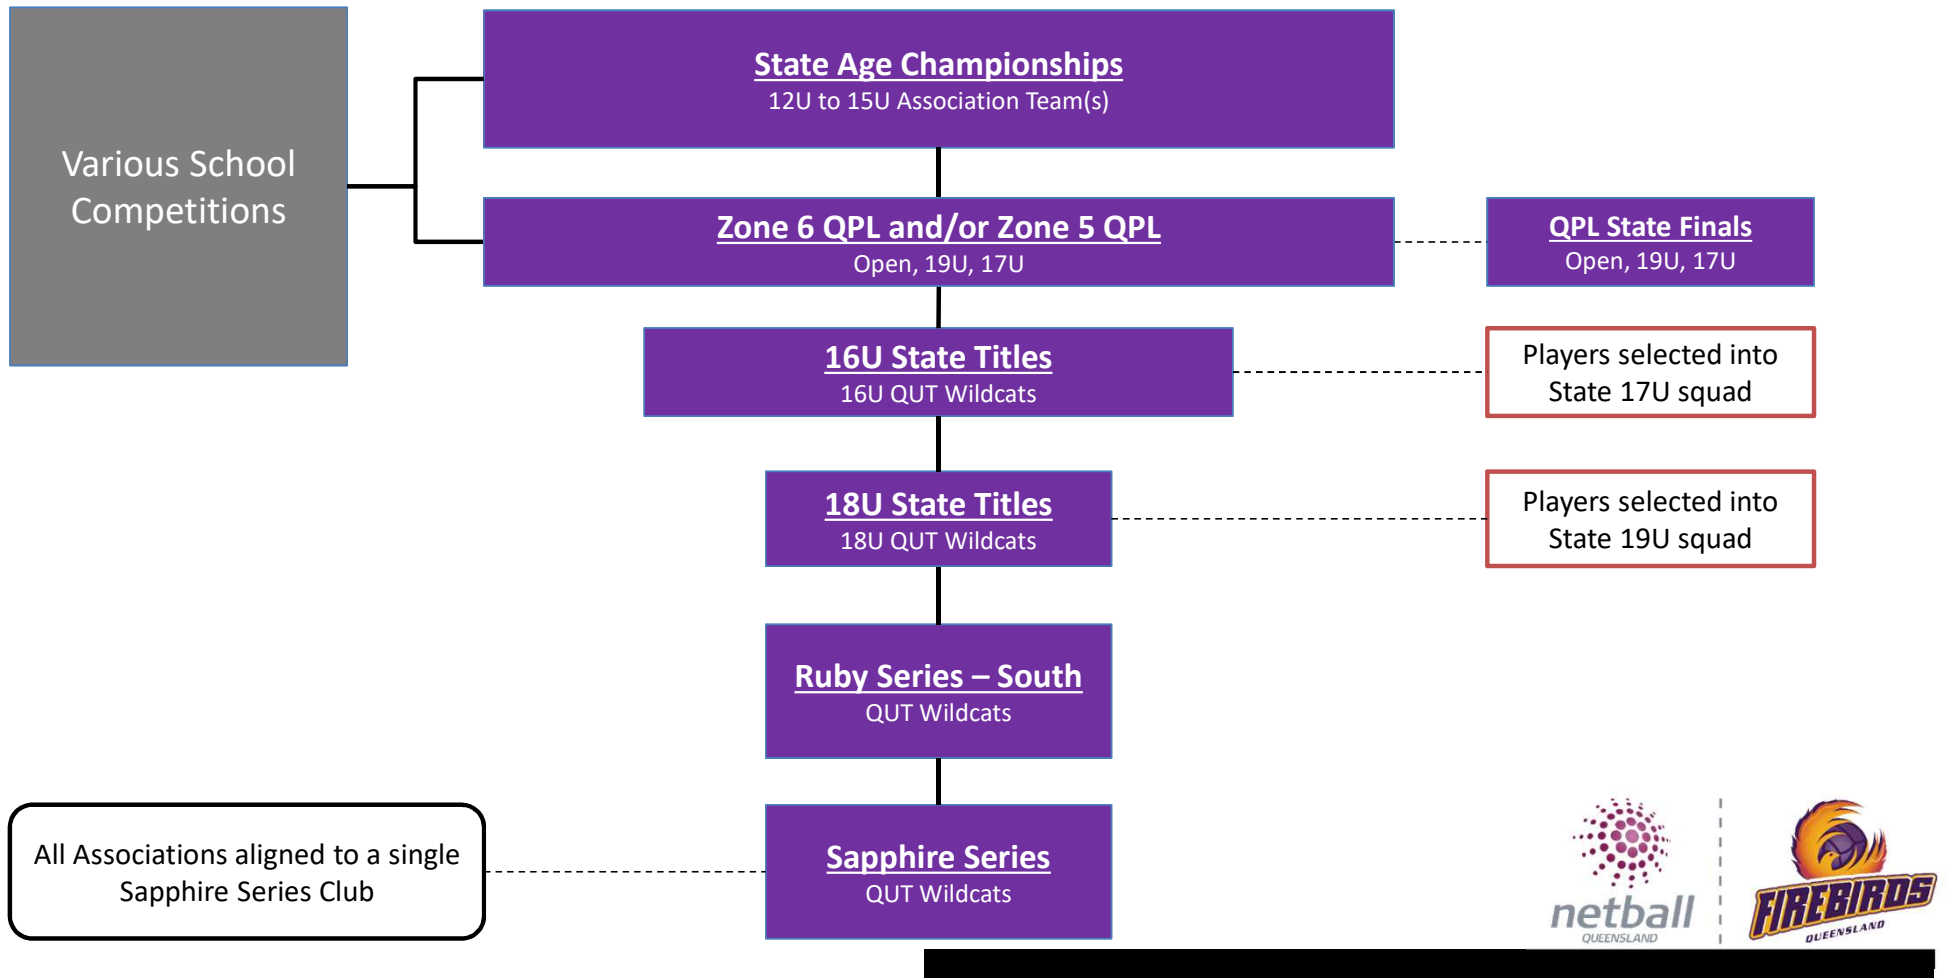 Various School
Competitions
State Age Championships
12U to 15U Association Team(s)
Zone 6 QPL and/or Zone 5 QPL
Open, 19U, 17U
QPL State Finals
Open, 19U, 17U
16U State Titles
16U QUT Wildcats
Players selected into
State 17U squad
18U State Titles
18U QUT Wildcats
Players selected into
State 19U squad
Ruby Series – South
QUT Wildcats
All Associations aligned to a single
Sapphire Series Club
Sapphire Series
QUT Wildcats
netball
QUEENSLAND
FIREBIRDS
QUEENSLAND